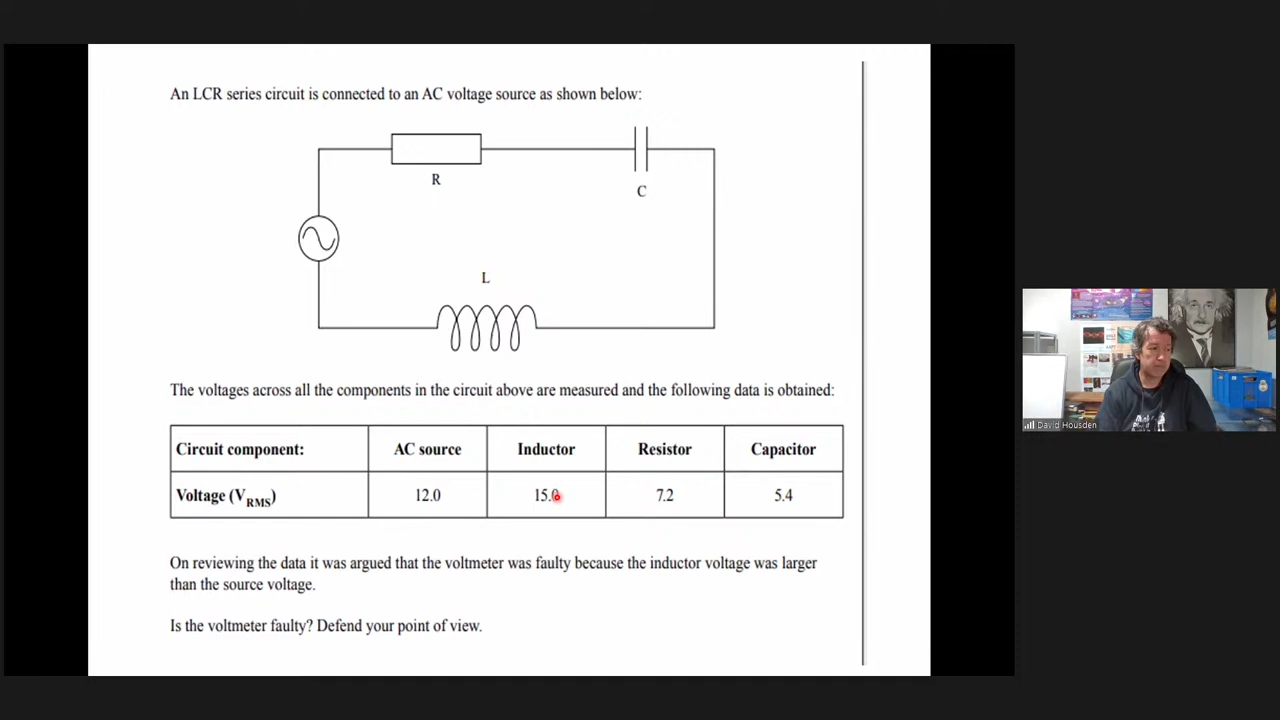 An LCR series circuit is connected to an AC voltage source as shown below:
R
C
L
The voltages across all the components in the circuit above are measured and the following data is obtained:
Circuit component: AC source Inductor Resistor Capacitor
Voltage (V_RMS) 12.0 15.0 7.2 5.4
On reviewing the data it was argued that the voltmeter was faulty because the inductor voltage was larger
than the source voltage.
Is the voltmeter faulty? Defend your point of view.
David Housden